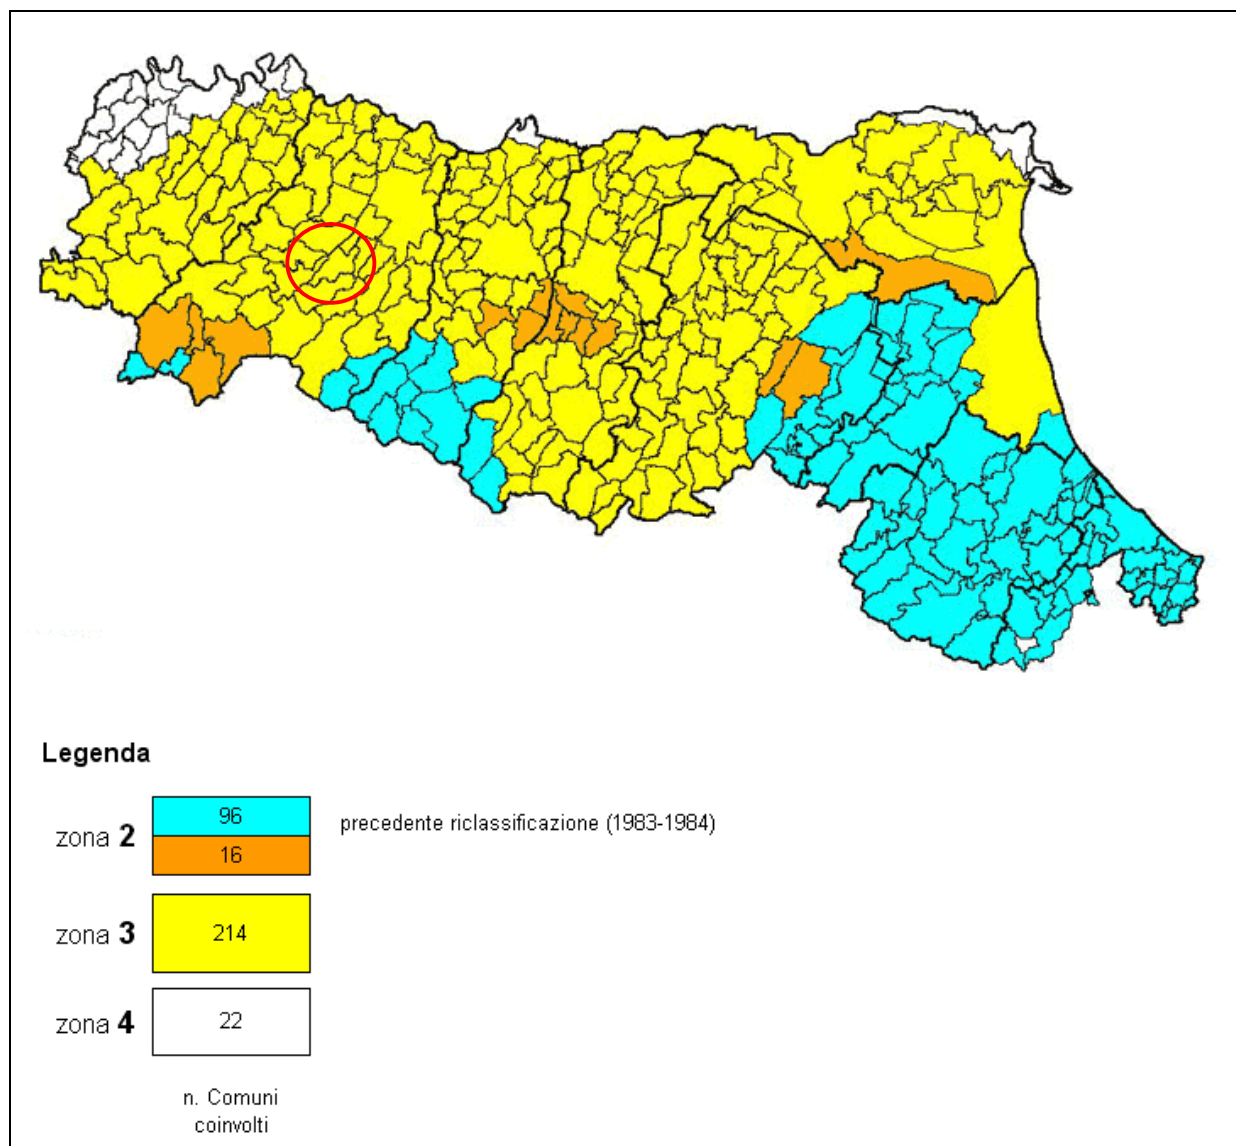 Legenda
zona 2
96
16
precedente riclassificazione (1983-1984)
zona 3
214
zona 4
22
n. Comuni
coinvolti